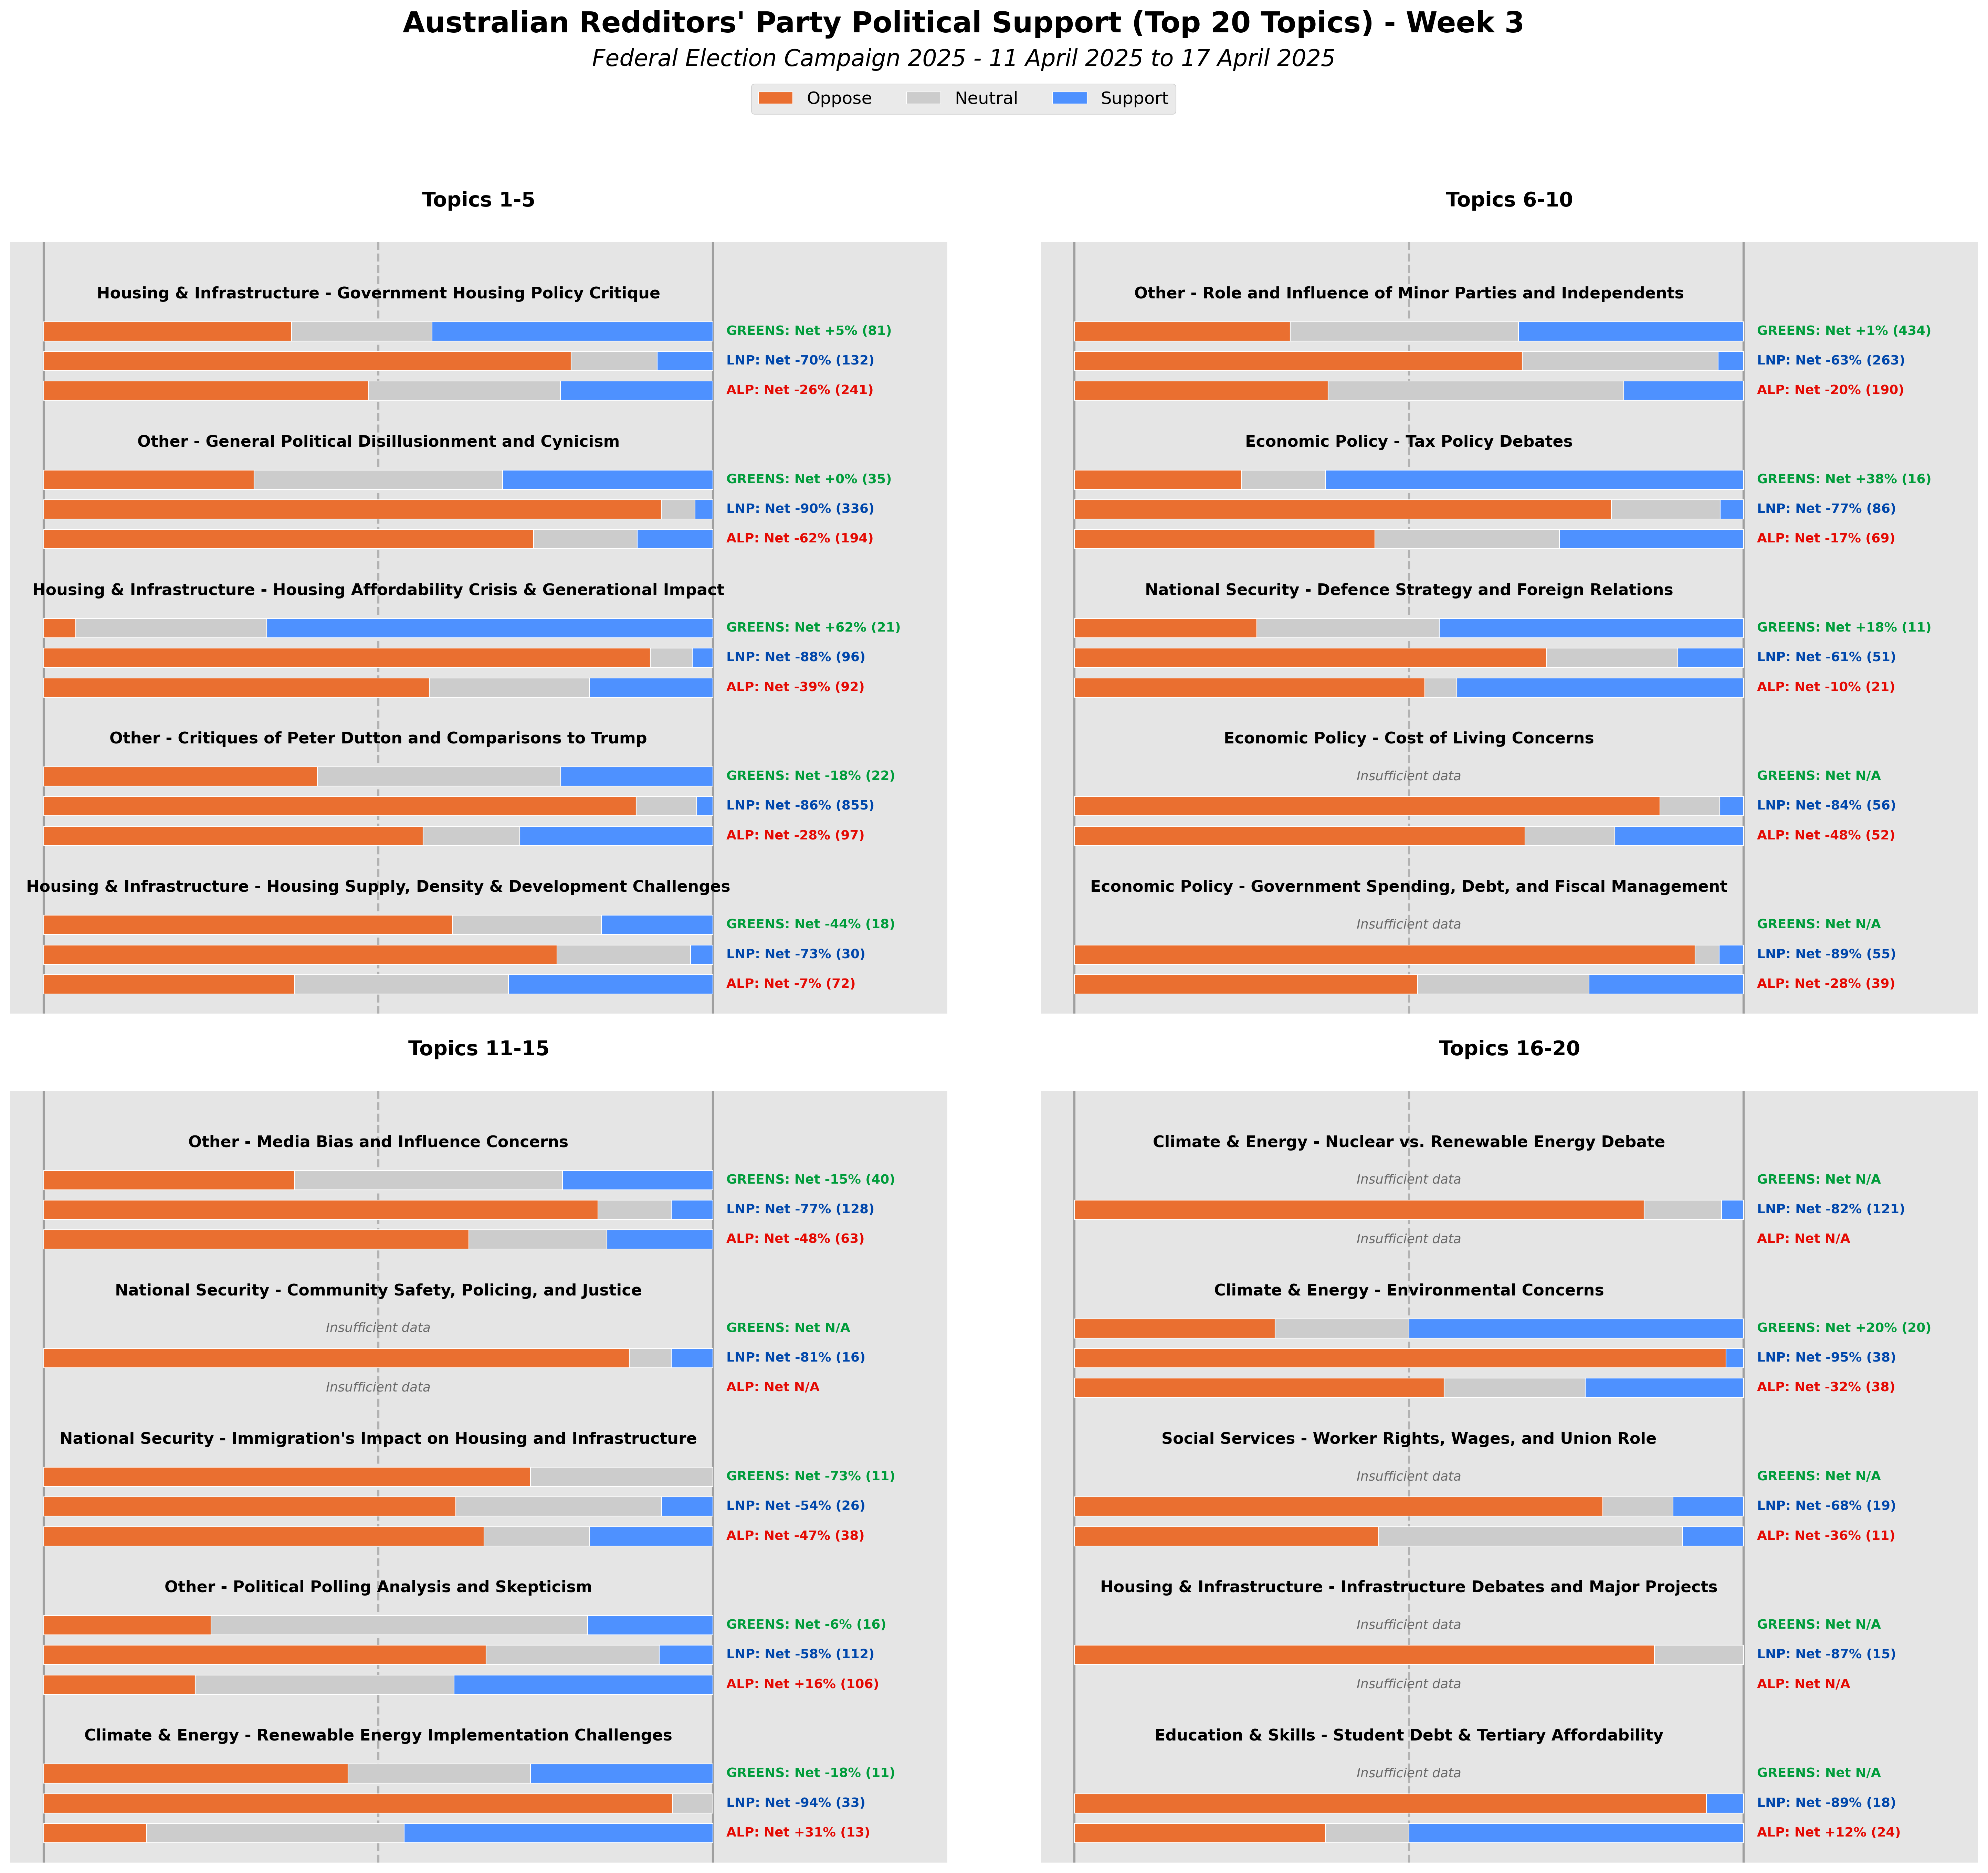 Australian Redditors' Party Political Support (Top 20 Topics) - Week 3
Federal Election Campaign 2025 - 11 April 2025 to 17 April 2025
Oppose Neutral Support
Topics 1-5
Housing & Infrastructure - Government Housing Policy Critique
GREENS: Net +5% (81)
LNP: Net -70% (132)
ALP: Net -26% (241)
Other - General Political Disillusionment and Cynicism
GREENS: Net +0% (35)
LNP: Net -90% (336)
ALP: Net -62% (194)
Housing & Infrastructure - Housing Affordability Crisis & Generational Impact
GREENS: Net +62% (21)
LNP: Net -88% (96)
ALP: Net -39% (92)
Other - Critiques of Peter Dutton and Comparisons to Trump
GREENS: Net -18% (22)
LNP: Net -86% (855)
ALP: Net -28% (97)
Housing & Infrastructure - Housing Supply, Density & Development Challenges
GREENS: Net -44% (18)
LNP: Net -73% (30)
ALP: Net -7% (72)
Topics 6-10
Other - Role and Influence of Minor Parties and Independents
GREENS: Net +1% (434)
LNP: Net -63% (263)
ALP: Net -20% (190)
Economic Policy - Tax Policy Debates
GREENS: Net +38% (16)
LNP: Net -77% (86)
ALP: Net -17% (69)
National Security - Defence Strategy and Foreign Relations
GREENS: Net +18% (11)
LNP: Net -61% (51)
ALP: Net -10% (21)
Economic Policy - Cost of Living Concerns
Insufficient data GREENS: Net N/A
LNP: Net -84% (56)
ALP: Net -48% (52)
Economic Policy - Government Spending, Debt, and Fiscal Management
Insufficient data GREENS: Net N/A
LNP: Net -89% (55)
ALP: Net -28% (39)
Topics 11-15
Other - Media Bias and Influence Concerns
GREENS: Net -15% (40)
LNP: Net -77% (128)
ALP: Net -48% (63)
National Security - Community Safety, Policing, and Justice
Insufficient data GREENS: Net N/A
LNP: Net -81% (16)
Insufficient data ALP: Net N/A
National Security - Immigration's Impact on Housing and Infrastructure
GREENS: Net -73% (11)
LNP: Net -54% (26)
ALP: Net -47% (38)
Other - Political Polling Analysis and Skepticism
GREENS: Net -6% (16)
LNP: Net -58% (112)
ALP: Net +16% (106)
Climate & Energy - Renewable Energy Implementation Challenges
GREENS: Net -18% (11)
LNP: Net -94% (33)
ALP: Net +31% (13)
Topics 16-20
Climate & Energy - Nuclear vs. Renewable Energy Debate
Insufficient data GREENS: Net N/A
LNP: Net -82% (121)
Insufficient data ALP: Net N/A
Climate & Energy - Environmental Concerns
GREENS: Net +20% (20)
LNP: Net -95% (38)
ALP: Net -32% (38)
Social Services - Worker Rights, Wages, and Union Role
Insufficient data GREENS: Net N/A
LNP: Net -68% (19)
ALP: Net -36% (11)
Housing & Infrastructure - Infrastructure Debates and Major Projects
Insufficient data GREENS: Net N/A
LNP: Net -87% (15)
Insufficient data ALP: Net N/A
Education & Skills - Student Debt & Tertiary Affordability
Insufficient data GREENS: Net N/A
LNP: Net -89% (18)
ALP: Net +12% (24)